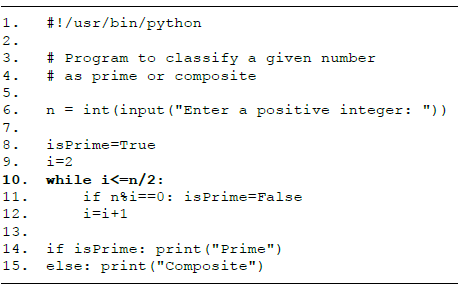 1. #!/usr/bin/python
2.
3. # Program to classify a given number
4. # as prime or composite
5.
6. n = int(input("Enter a positive integer: "))
7.
8. isPrime=True
9. i=2
10. while i<=n/2:
11.     if n%i==0: isPrime=False
12.     i=i+1
13.
14. if isPrime: print("Prime")
15. else: print("Composite")